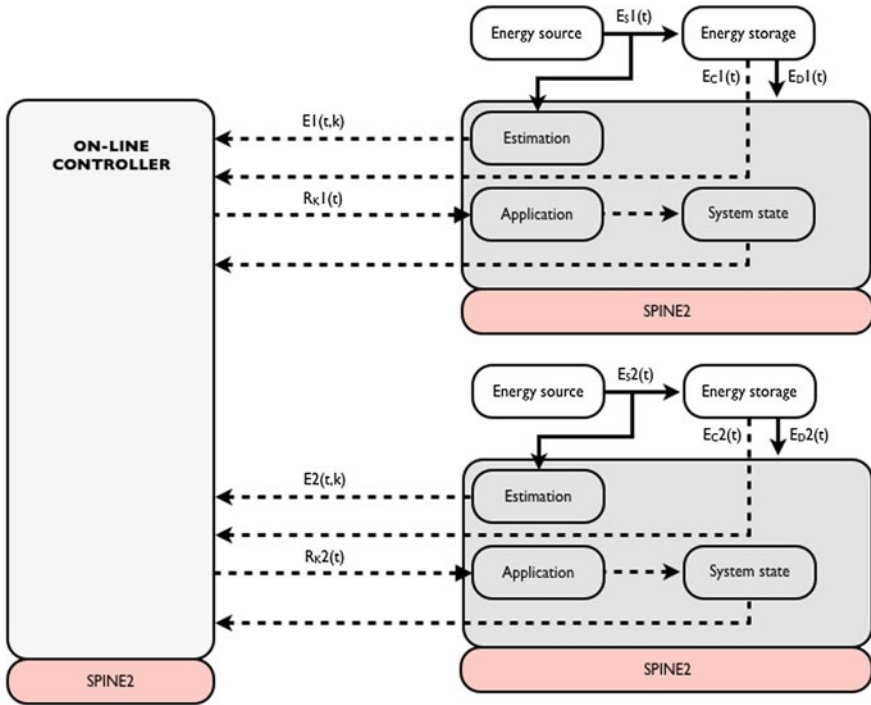 Energy source
Es1(t)
Energy storage
Ec1(t)
ED1(t)
ON-LINE
CONTROLLER
E1(t,k)
Estimation
RK1(t)
Application
System state
SPINE2
Energy source
Es2(t)
Energy storage
Ec2(t)
ED2(t)
E2(t,k)
Estimation
RK2(t)
Application
System state
SPINE2
SPINE2